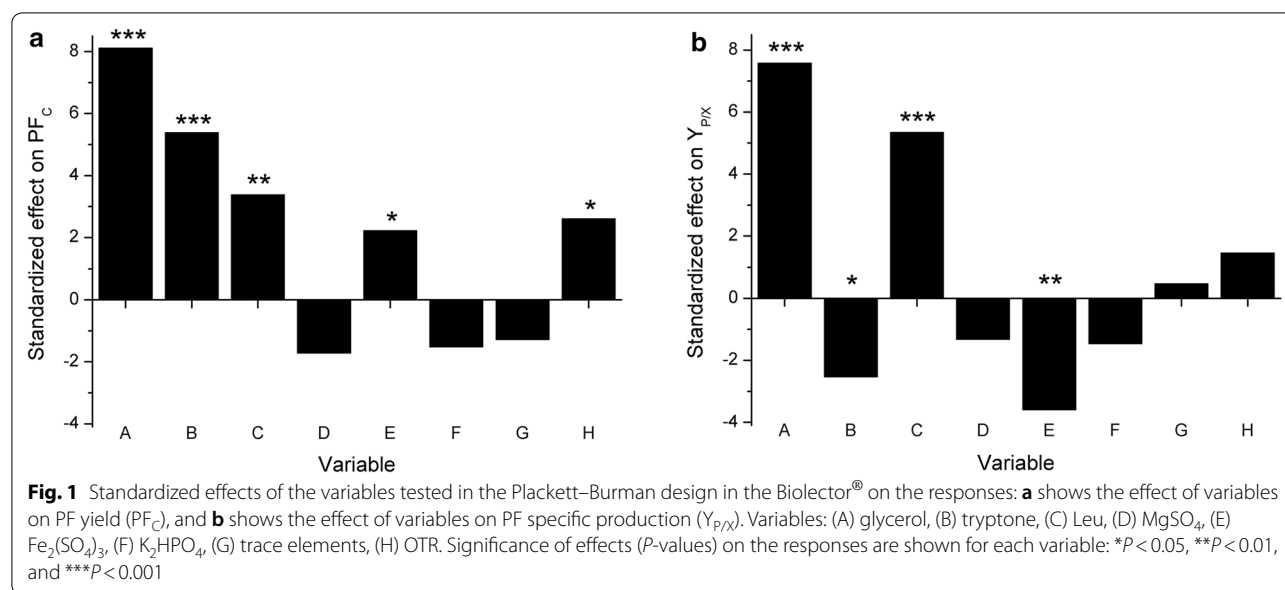 a
***
***
**
*
*
8
6
4
2
0
-2
-4
Standardized effect on PF_C
A B C D E F G H
Variable
b
***
*
***
**
8
6
4
2
0
-2
-4
Standardized effect on Y_P/X
A B C D E F G H
Variable
Fig. 1 Standardized effects of the variables tested in the Plackett–Burman design in the Biolector® on the responses: a shows the effect of variables
on PF yield (PF_C), and b shows the effect of variables on PF specific production (Y_P/X). Variables: (A) glycerol, (B) tryptone, (C) Leu, (D) MgSO₄, (E)
Fe₂(SO₄)₃, (F) K₂HPO₄, (G) trace elements, (H) OTR. Significance of effects (P-values) on the responses are shown for each variable: *P < 0.05, **P < 0.01,
and ***P < 0.001